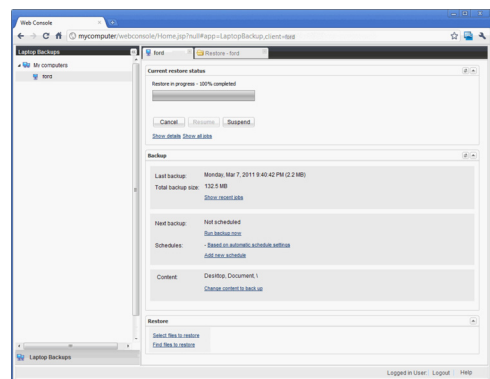 Web Console
mycomputer/webconsole/Home.jsp?null#app=LaptopBackup,client=ford
Laptop Backups
ford
Restore - ford
My computers
ford
Current restore status
Restore in progress - 100% completed
Cancel
Resume
Suspend
Show details Show all jobs
Backup
Last backup: Monday, Mar 7, 2011 9:40:42 PM (2.2 MB)
Total backup size: 132.5 MB
Show recent jobs
Next backup: Not scheduled
Run backup now
Schedules: - Based on automatic schedule settings
Add new schedule
Content: Desktop, Document, \
Change content to back up
Restore
Select files to restore
Find files to restore
Laptop Backups
Logged in User: Logout Help